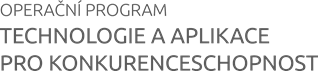 OPERAČNÍ PROGRAM
TECHNOLOGIE A APLIKACE
PRO KONKURENCESCHOPNOST